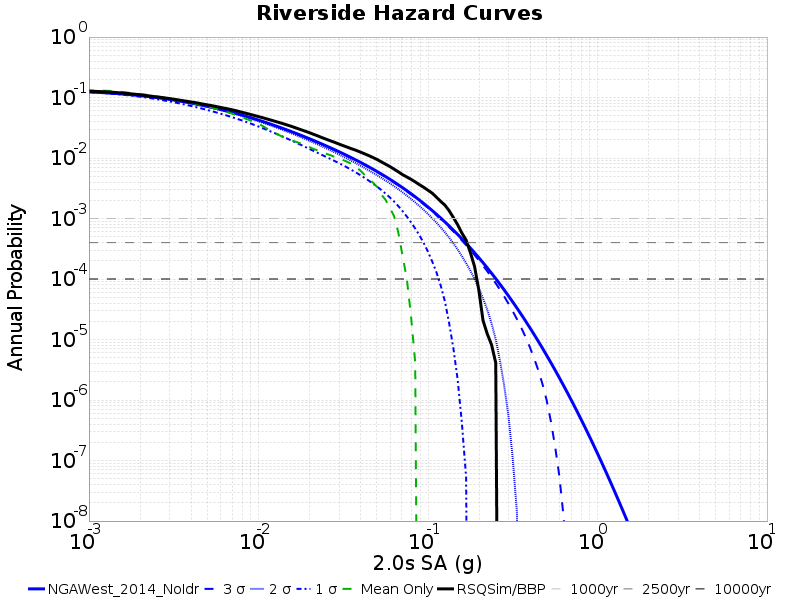 Riverside Hazard Curves
Annual Probability
10^0
10^-1
10^-2
10^-3
10^-4
10^-5
10^-6
10^-7
10^-8
10^-3 10^-2 10^-1 10^0 10^1
2.0s SA (g)
NGAWest_2014_NoIdr 3 σ 2 σ 1 σ Mean Only RSQSim/BBP 1000yr 2500yr 10000yr